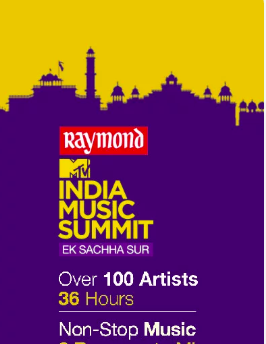 Raymond
MTV
INDIA
MUSIC
SUMMIT
EK SACHHA SUR
Over 100 Artists
36 Hours
Non-Stop Music